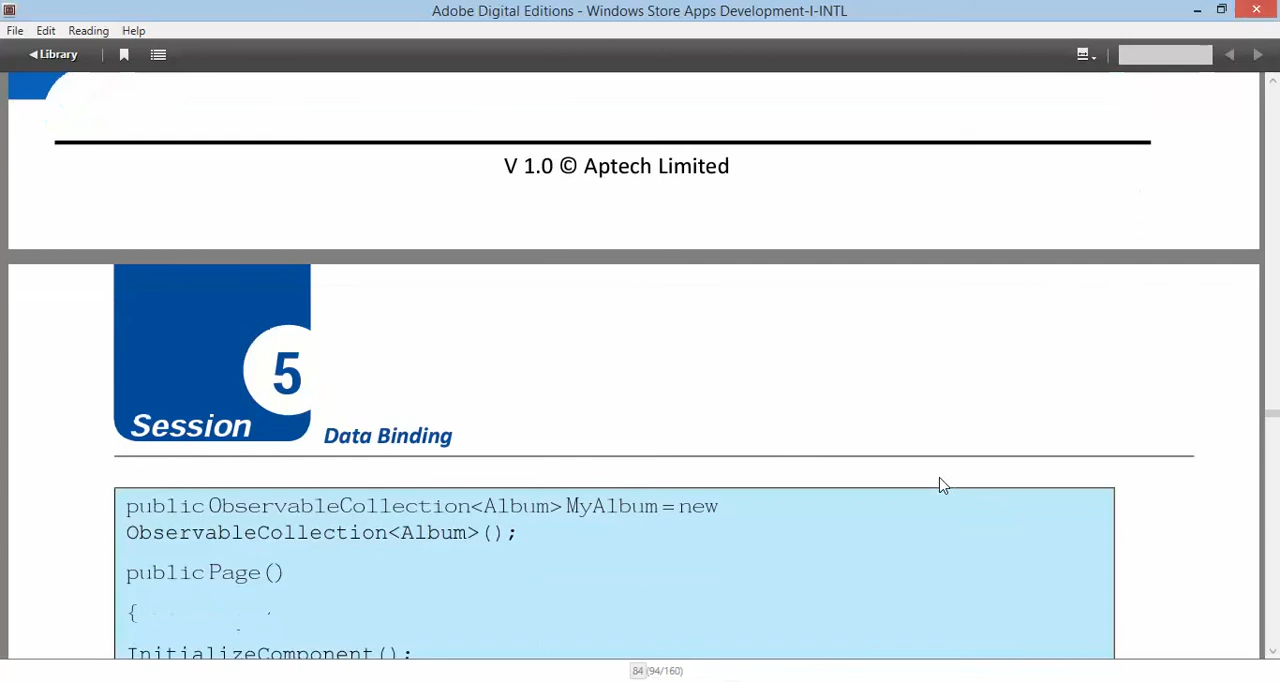 Adobe Digital Editions - Windows Store Apps Development-I-INTL
File Edit Reading Help
Library
V 1.0 © Aptech Limited
5
Session
Data Binding
public ObservableCollection<Album> MyAlbum = new
ObservableCollection<Album>();
public Page()
{
InitializeComponent();
84 (94/160)